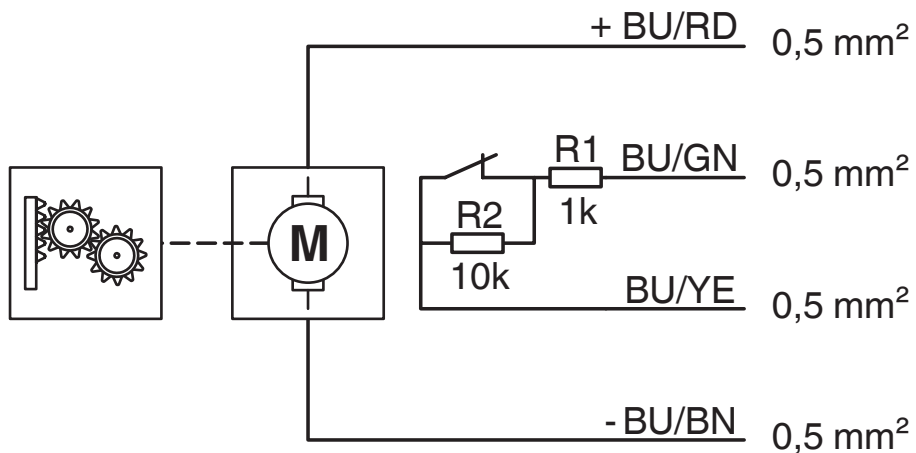 + BU/RD 0,5 mm²
R1 BU/GN 0,5 mm²
1k
R2
M
10k
BU/YE 0,5 mm²
- BU/BN 0,5 mm²